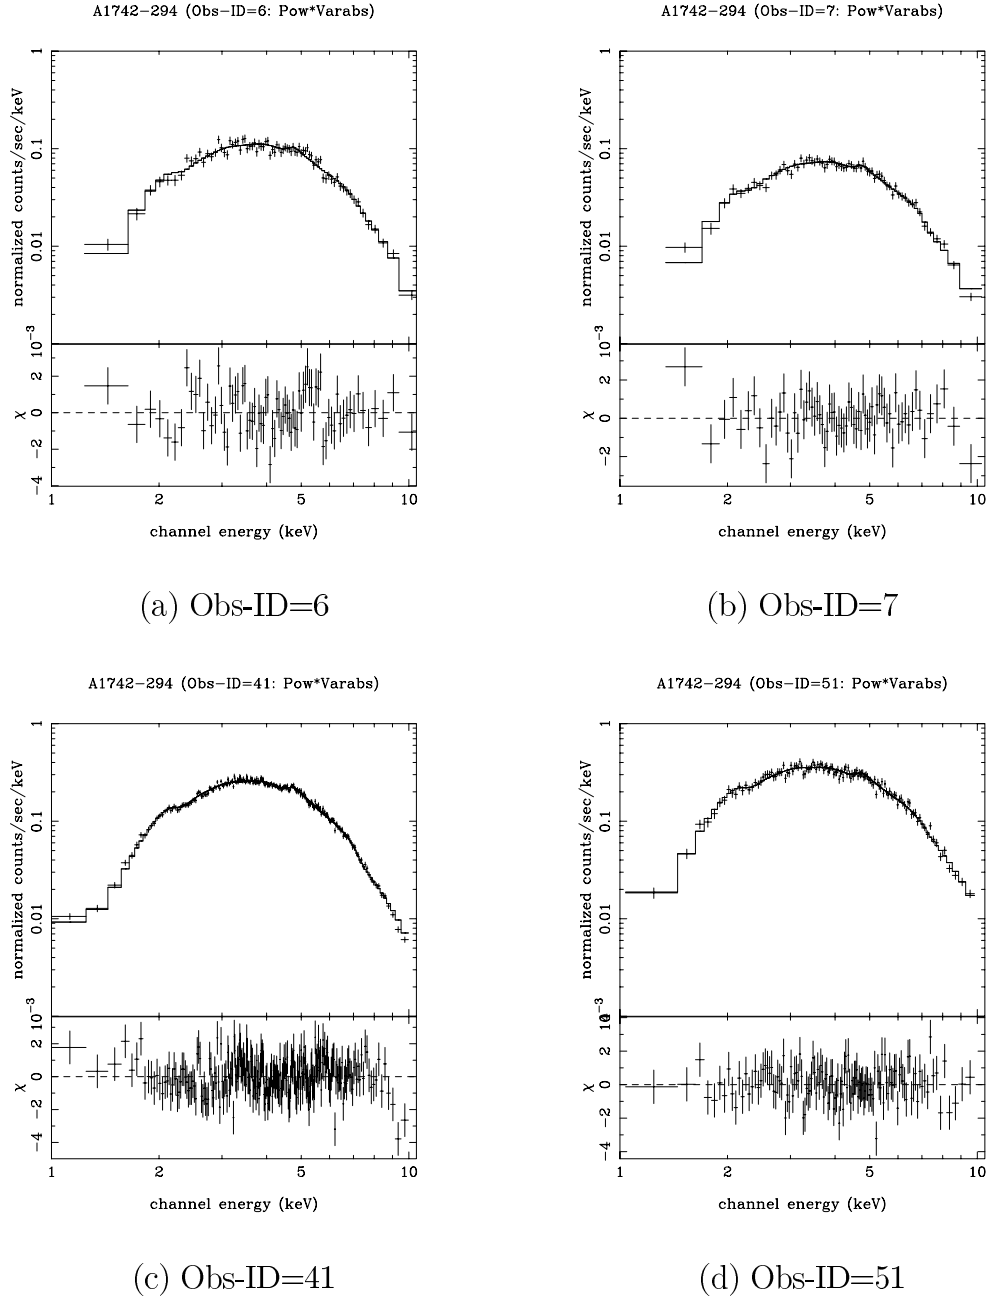 A1742−294 (Obs-ID=6: Pow*Varabs)
normalized counts/sec/keV
1
0.1
0.01
10−3
χ
2
0
−2
−4
1
2
5
10
channel energy (keV)
(a) Obs-ID=6
A1742−294 (Obs-ID=7: Pow*Varabs)
normalized counts/sec/keV
1
0.1
0.01
10−3
χ
2
0
−2
1
2
5
10
channel energy (keV)
(b) Obs-ID=7
A1742−294 (Obs-ID=41: Pow*Varabs)
normalized counts/sec/keV
1
0.1
0.01
10−3
χ
2
0
−2
−4
1
2
5
10
channel energy (keV)
(c) Obs-ID=41
A1742−294 (Obs-ID=51: Pow*Varabs)
normalized counts/sec/keV
1
0.1
0.01
10−3
χ
2
0
−2
−4
1
2
5
10
channel energy (keV)
(d) Obs-ID=51